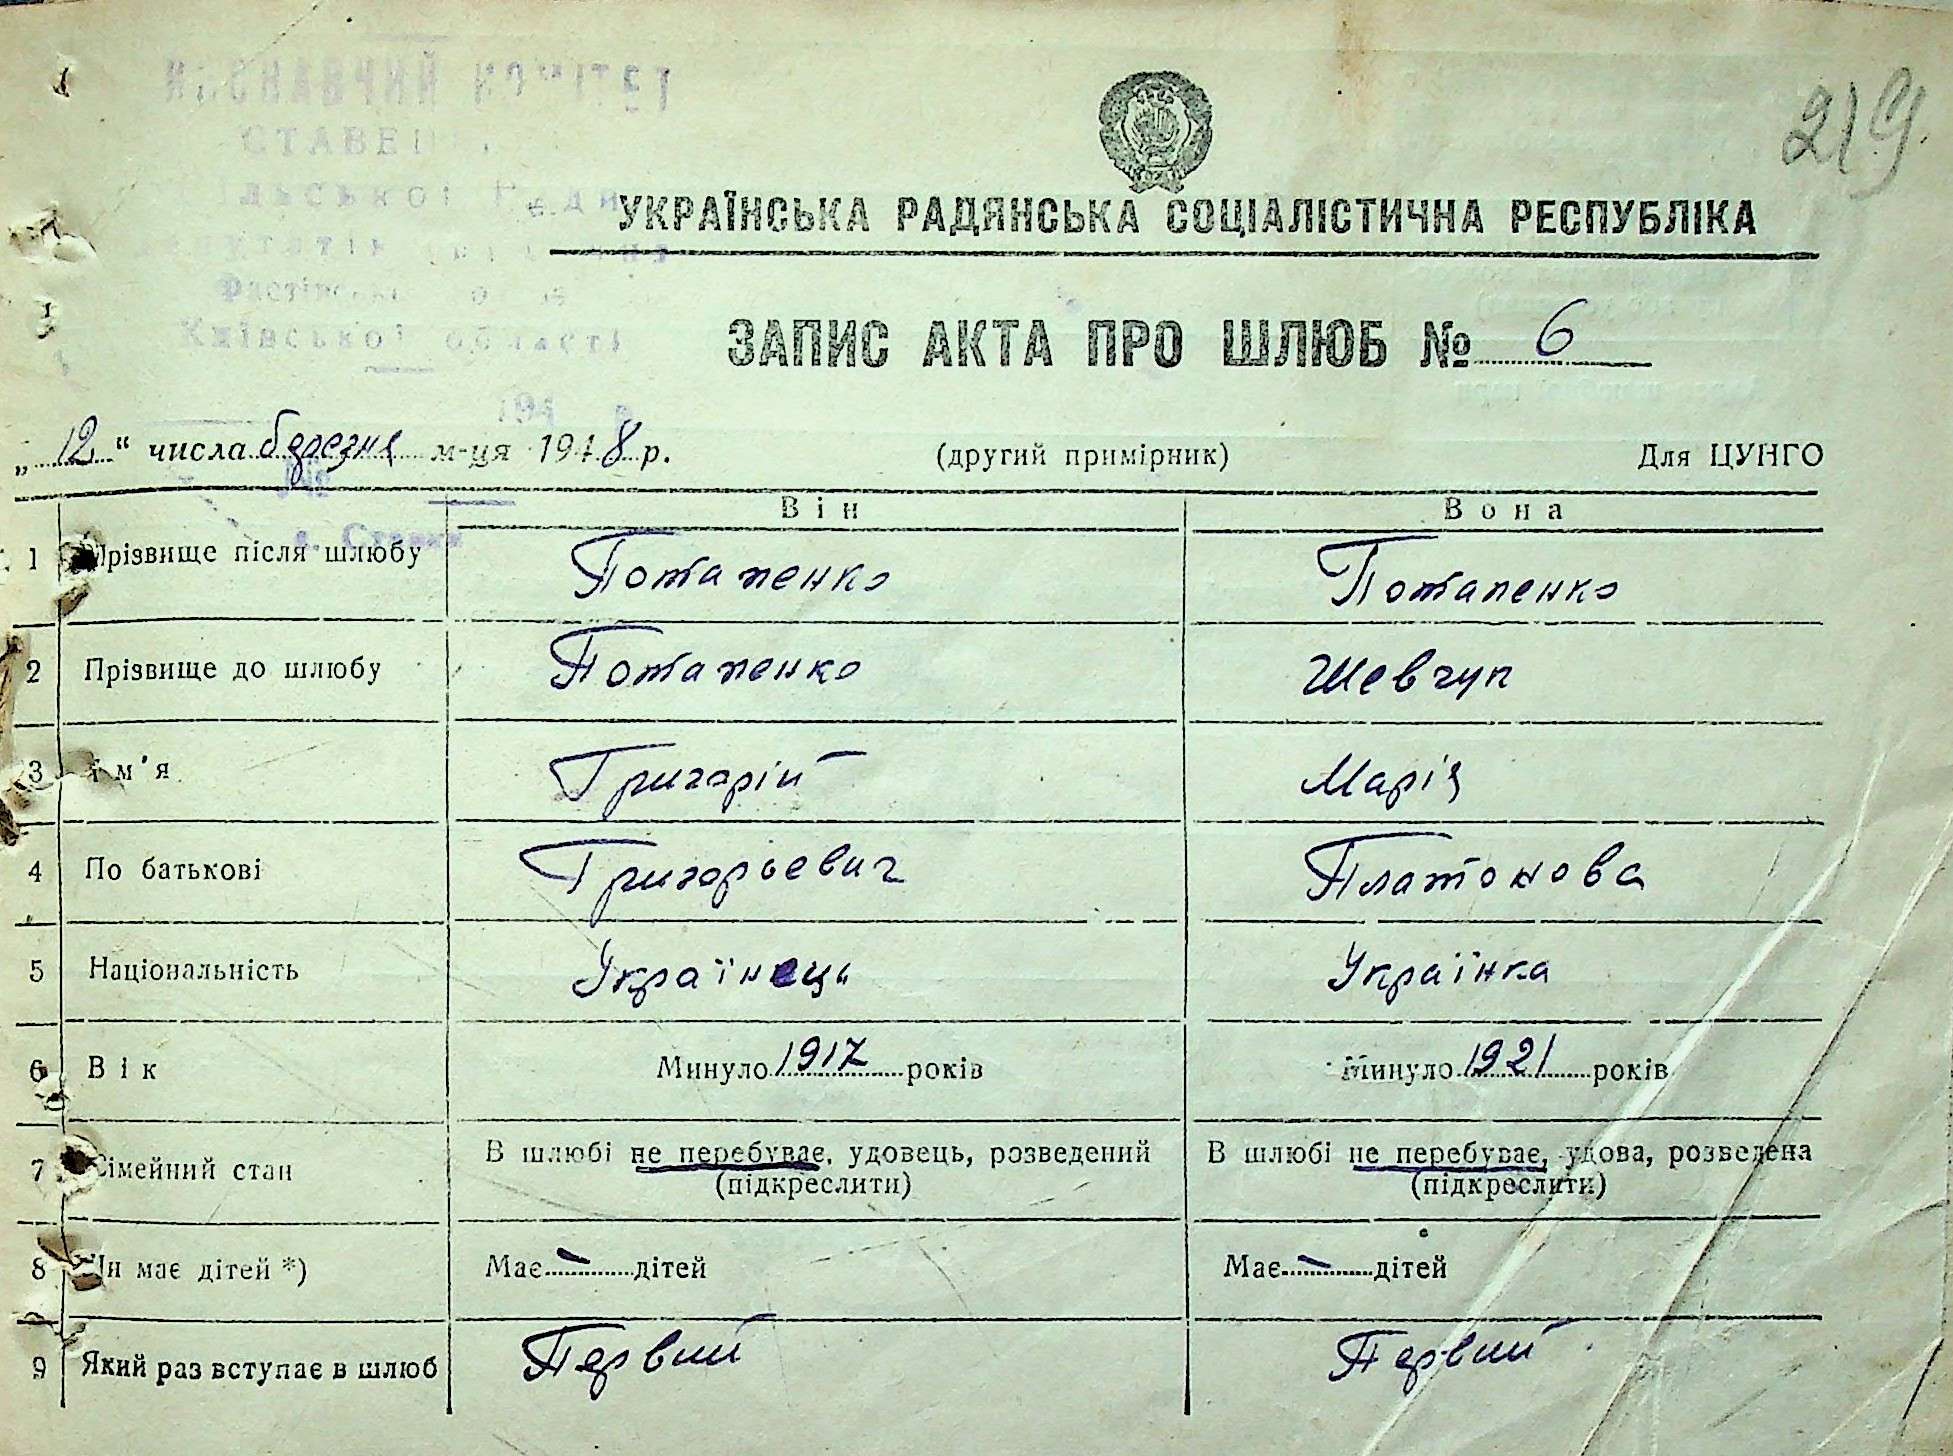 КОМІТЕТ
Київської області
219
УКРАЇНСЬКА РАДЯНСЬКА СОЦІАЛІСТИЧНА РЕСПУБЛІКА
ЗАПИС АКТА ПРО ШЛЮБ № 6
„ 12 “ числа березня м-ця 1948 р. (другий примірник) Для ЦУНГО
Він Вона
1 Прізвище після шлюбу Потапенко Потапенко
2 Прізвище до шлюбу Потапенко Шевчук
3 Ім’я Григорій Марія
4 По батькові Григорьевич Платонова
5 Національність Українець Українка
6 Вік Минуло 1917 років Минуло 1921 років
7 Сімейний стан В шлюбі не перебуває, удовець, розведений (підкреслити) В шлюбі не перебуває, удова, розведена (підкреслити)
8 Чи має дітей *) Має – дітей Має – дітей
9 Який раз вступає в шлюб Первий Первий